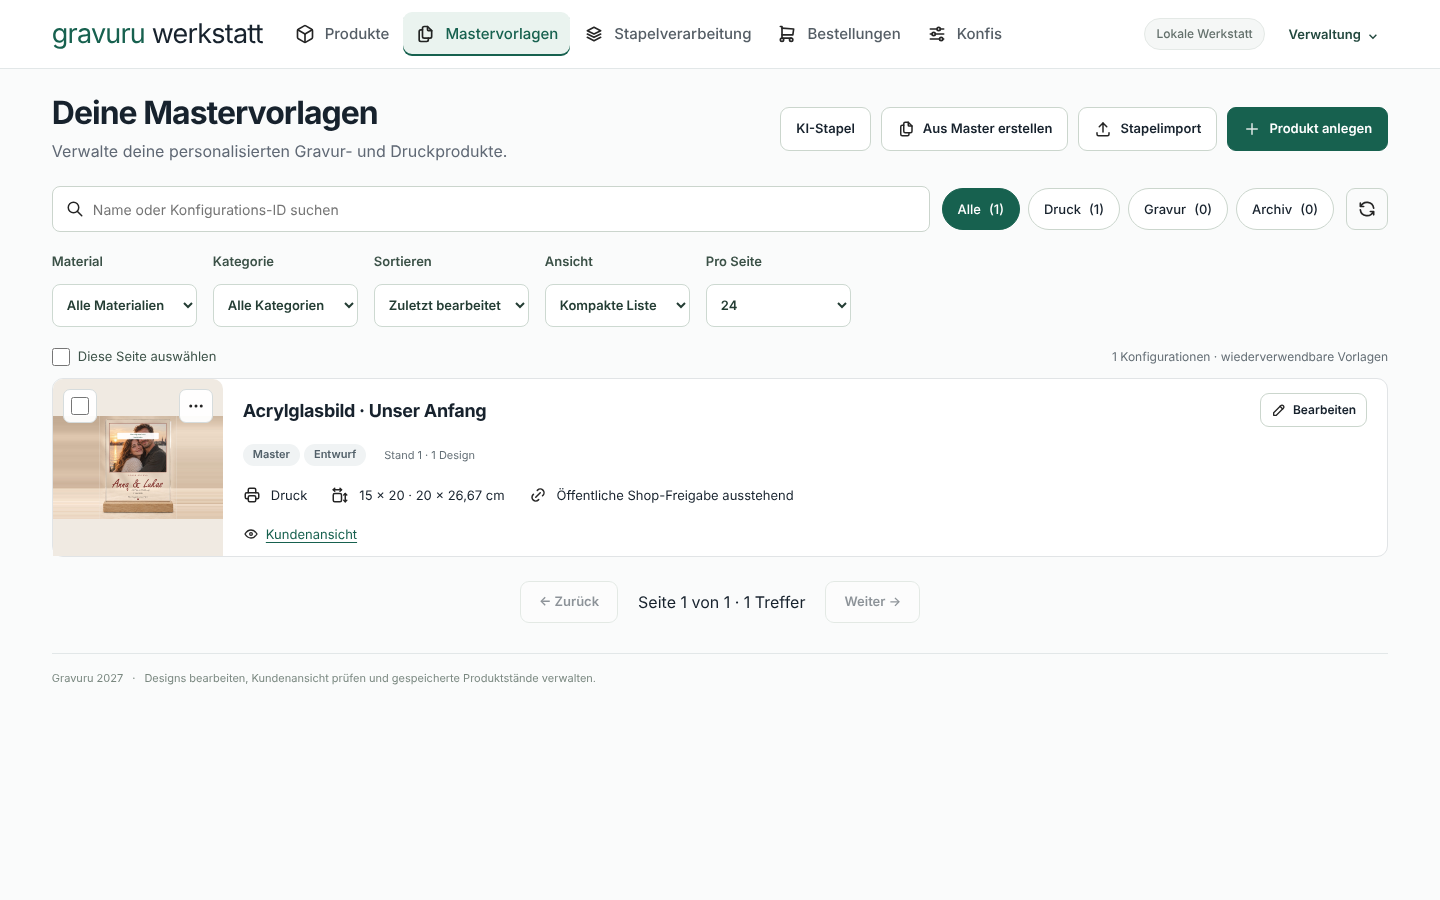 gravuru werkstatt
Produkte
Mastervorlagen
Stapelverarbeitung
Bestellungen
Konfis
Lokale Werkstatt
Verwaltung
Deine Mastervorlagen
Verwalte deine personalisierten Gravur- und Druckprodukte.
KI-Stapel
Aus Master erstellen
Stapelimport
Produkt anlegen
Name oder Konfigurations-ID suchen
Alle (1)
Druck (1)
Gravur (0)
Archiv (0)
Material
Kategorie
Sortieren
Ansicht
Pro Seite
Alle Materialien
Alle Kategorien
Zuletzt bearbeitet
Kompakte Liste
24
Diese Seite auswählen
1 Konfigurationen · wiederverwendbare Vorlagen
Anna & Lukas
Acrylglasbild · Unser Anfang
Bearbeiten
Master
Entwurf
Stand 1 · 1 Design
Druck
15 × 20 · 20 × 26,67 cm
Öffentliche Shop-Freigabe ausstehend
Kundenansicht
← Zurück
Seite 1 von 1 · 1 Treffer
Weiter →
Gravuru 2027 · Designs bearbeiten, Kundenansicht prüfen und gespeicherte Produktstände verwalten.